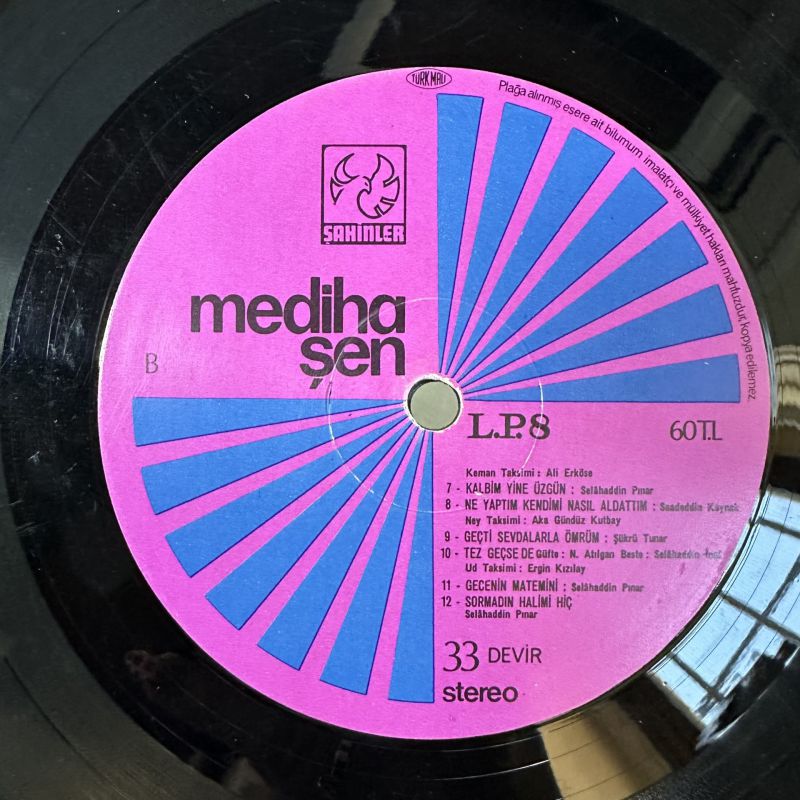 TÜRK MALI
Plağa alınmış esere ait bilumum imalatçı ve mülkiyet hakları mahfuzdur, kopya edilemez.
ŞAHİNLER
mediha
şen
B
L.P.8
60T.L
Keman Taksimi : Ali Erköse
7 - KALBİM YİNE ÜZGÜN : Selâhaddin Pınar
8 - NE YAPTIM KENDİMİ NASIL ALDATTIM : Saadeddin Kaynak
Ney Taksimi : Aka Gündüz Kutbay
9 - GEÇTİ SEVDALARLA ÖMRÜM : Şükrü Tunar
10 - TEZ GEÇSE DE Güfte : N. Atılgan Beste : Selâhaddin
Ud Taksimi : Ergin Kızılay
11 - GECENİN MATEMİNİ : Selâhaddin Pınar
12 - SORMADIN HALİMİ HİÇ
Selâhaddin Pınar
33 DEVİR
stereo